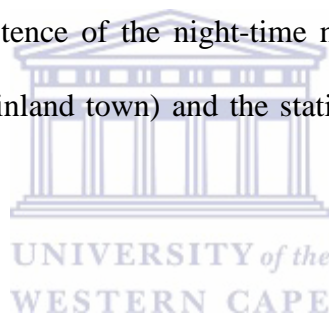 tence of the night-time
inland town) and the stati
UNIVERSITY of the
WESTERN CAPE